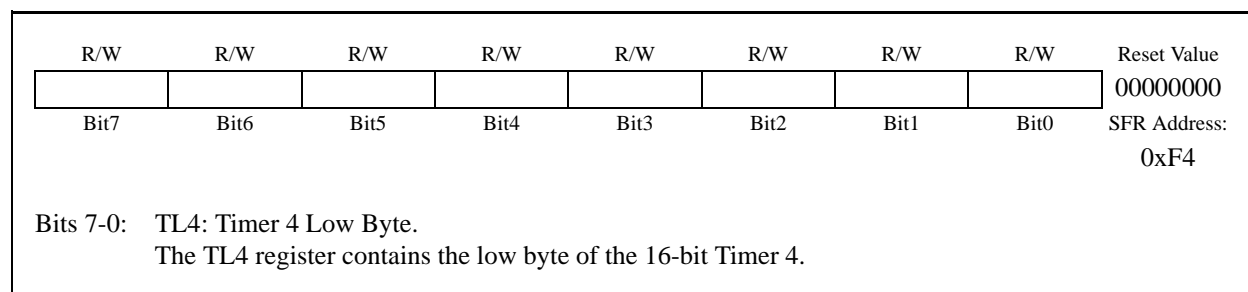 R/W R/W R/W R/W R/W R/W R/W R/W Reset Value
00000000
Bit7 Bit6 Bit5 Bit4 Bit3 Bit2 Bit1 Bit0 SFR Address:
0xF4
Bits 7-0: TL4: Timer 4 Low Byte.
The TL4 register contains the low byte of the 16-bit Timer 4.